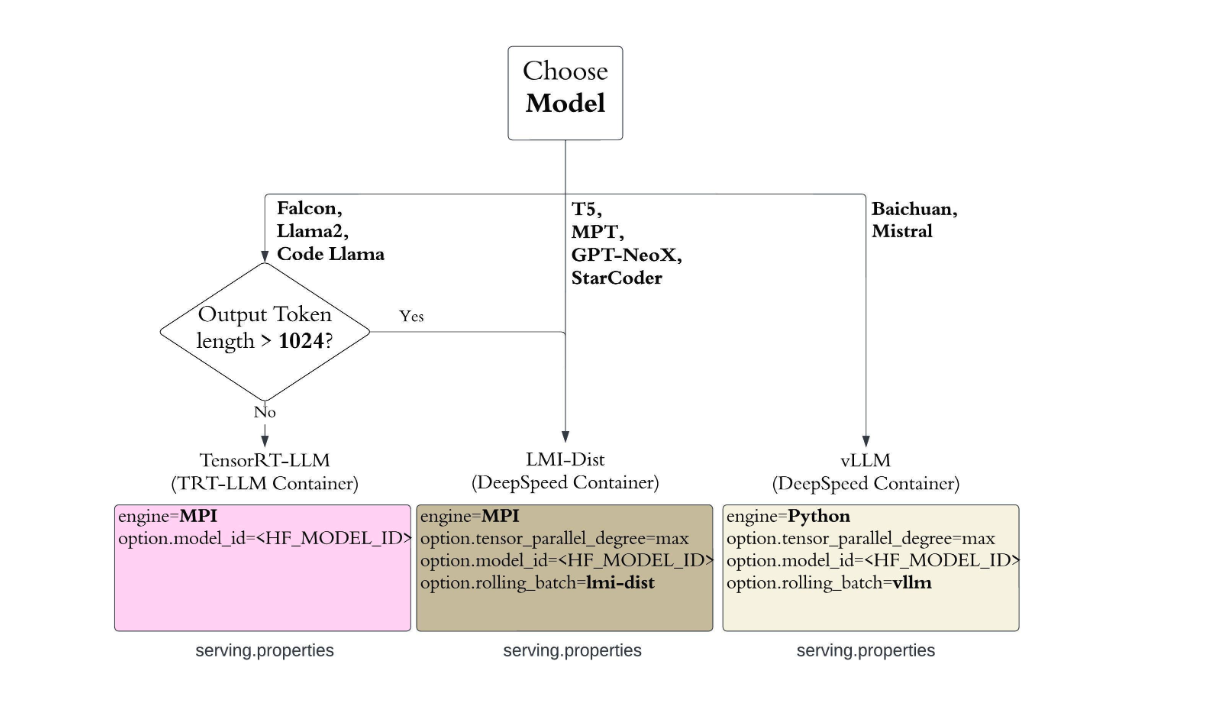 Choose
Model
Falcon,
Llama2,
Code Llama
T5,
MPT,
GPT-NeoX,
StarCoder
Baichuan,
Mistral
Output Token
length > 1024?
Yes
No
TensorRT-LLM
(TRT-LLM Container)
LMI-Dist
(DeepSpeed Container)
vLLM
(DeepSpeed Container)
engine=MPI
option.model_id=<HF_MODEL_ID>
engine=MPI
option.tensor_parallel_degree=max
option.model_id=<HF_MODEL_ID>
option.rolling_batch=lmi-dist
engine=Python
option.tensor_parallel_degree=max
option.model_id=<HF_MODEL_ID>
option.rolling_batch=vllm
serving.properties
serving.properties
serving.properties